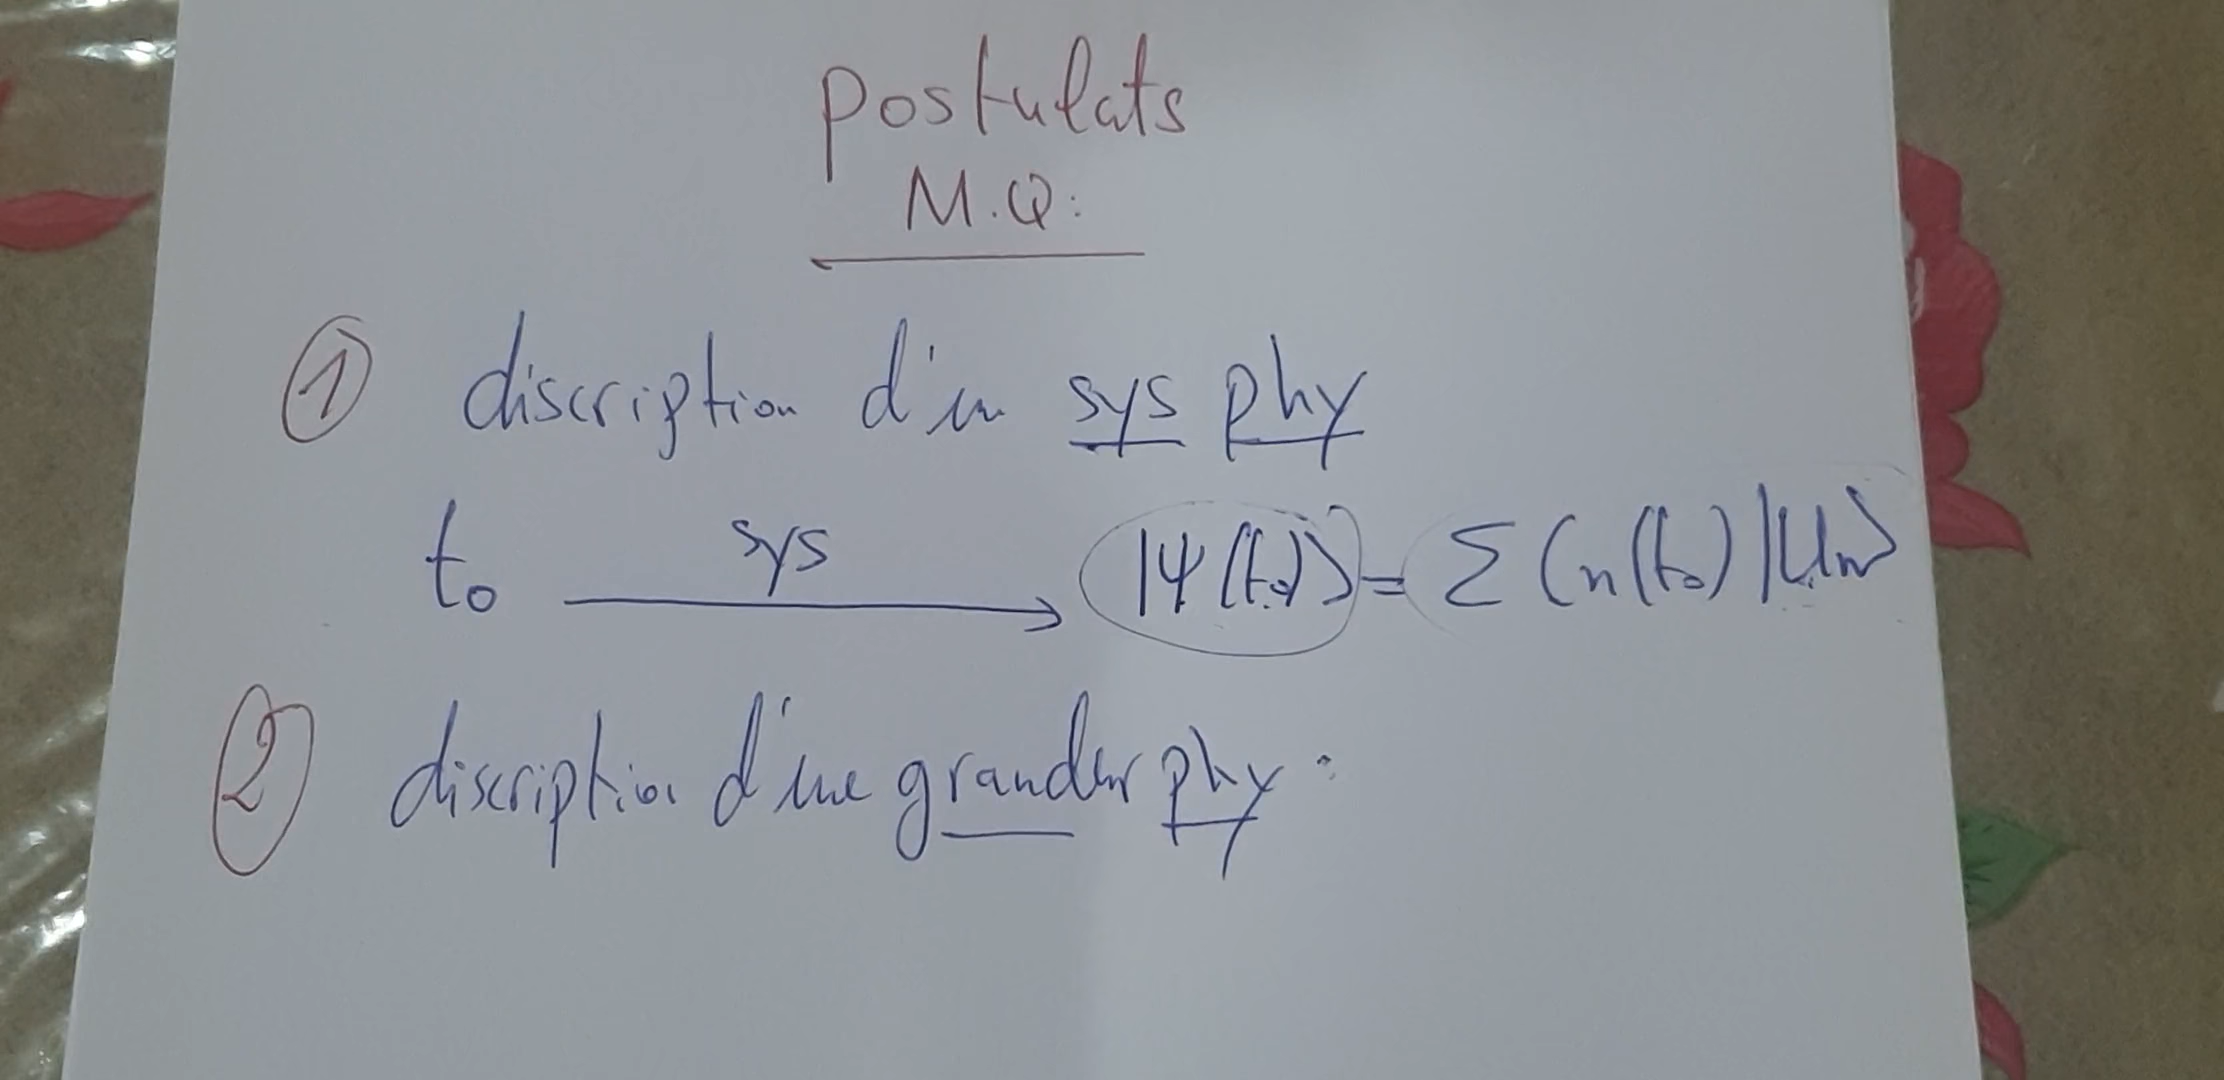 Postulats
M.Q:
① discription d'un sys phy
t₀ sys → |Ψ(t₀)⟩ = Σ Cₙ(t₀) |Uₙ⟩
② discription d'une grandeur phy: